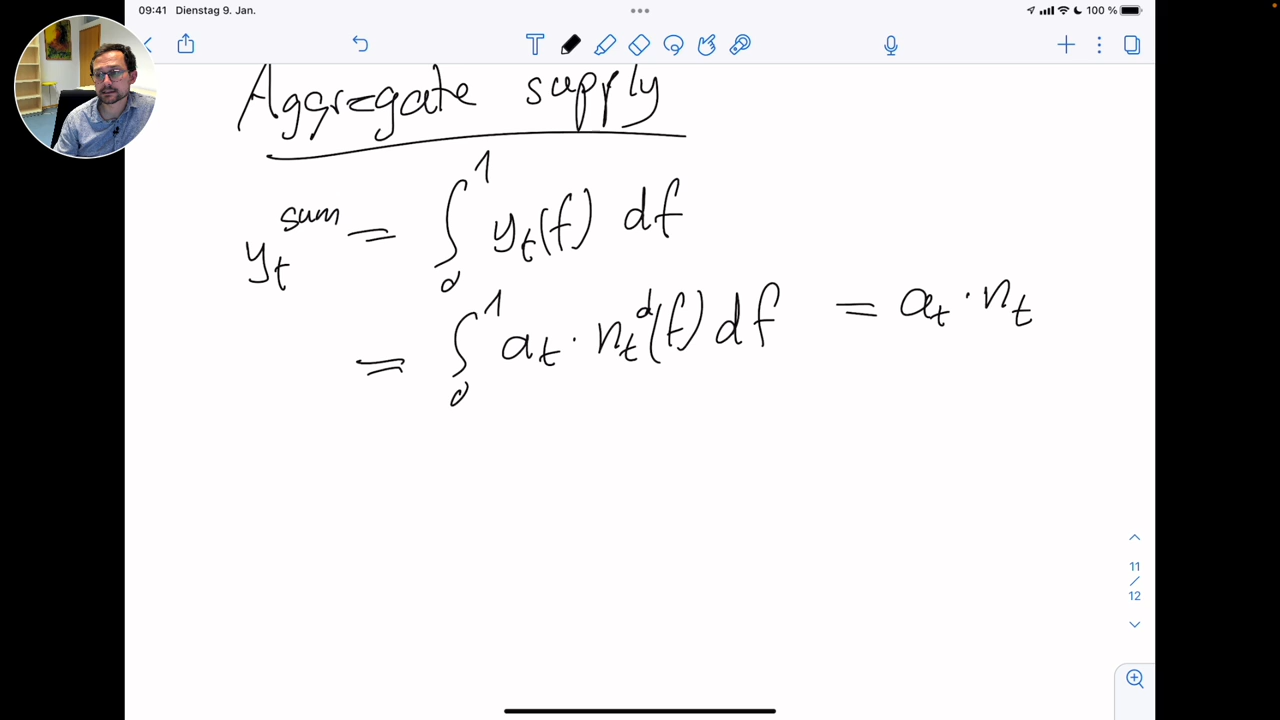 09:41 Dienstag 9. Jan.
100 %
Aggregate supply
y_t^sum = ∫_0^1 y_t(f) df
= ∫_0^1 a_t · n_t^d(f) df = a_t · n_t
11
/
12